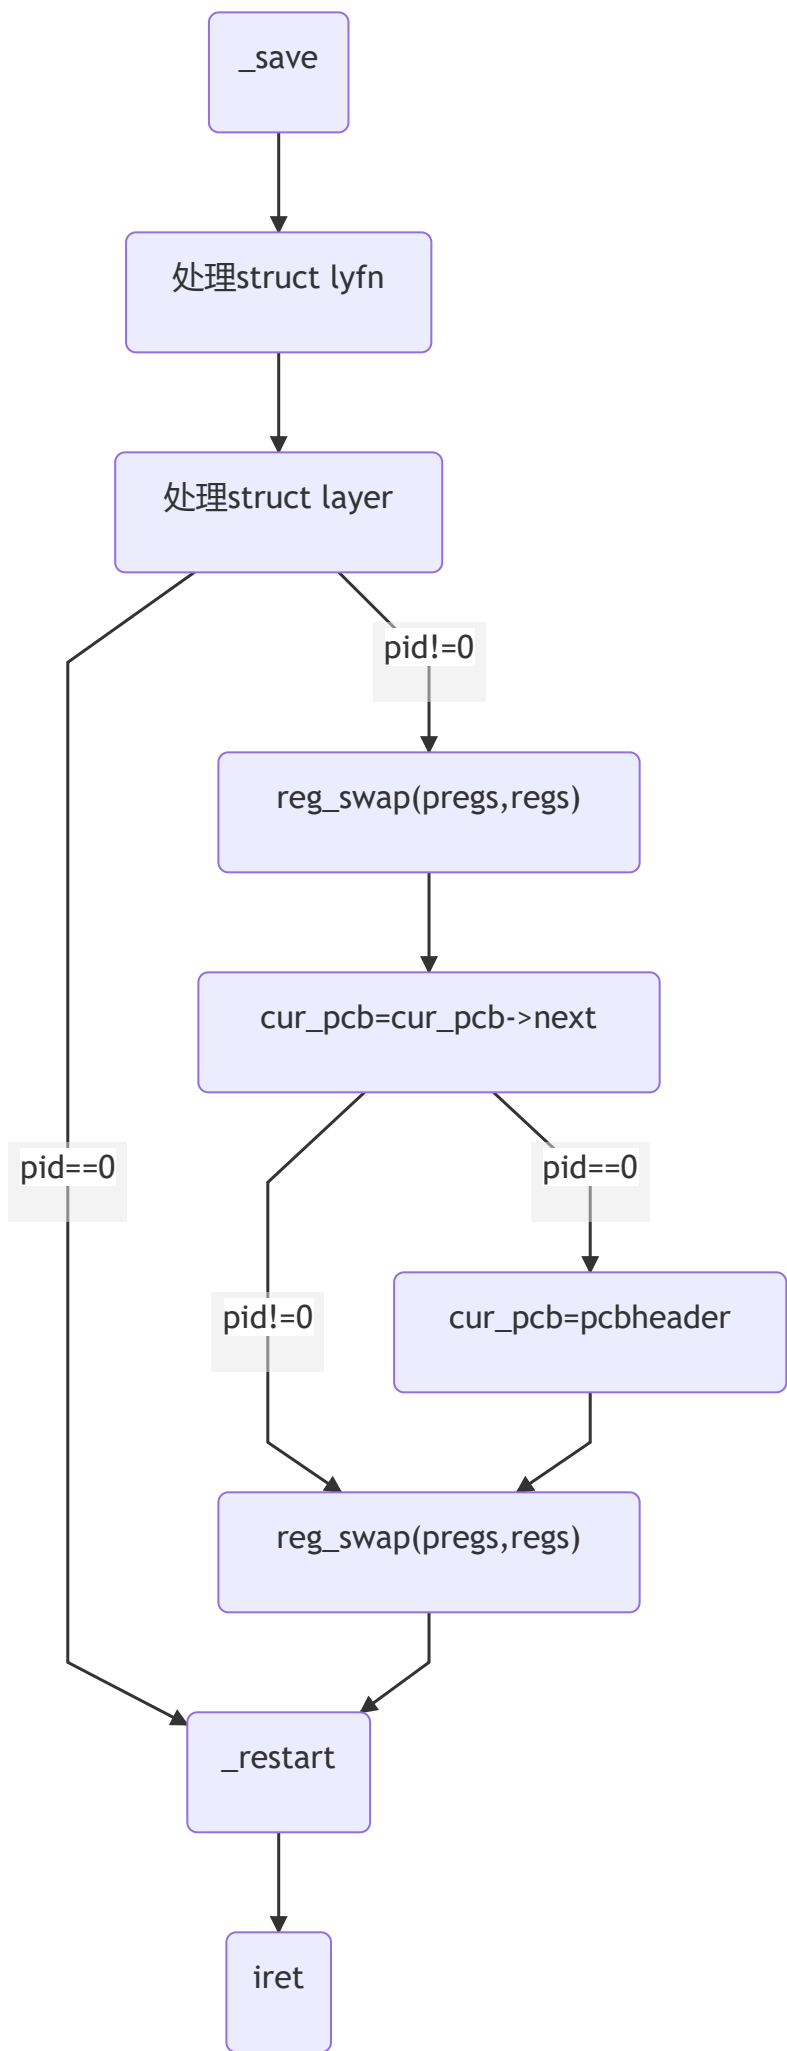 _save
处理struct lyfn
处理struct layer
pid!=0
reg_swap(pregs,regs)
cur_pcb=cur_pcb->next
pid==0
pid==0
pid!=0
cur_pcb=pcbheader
reg_swap(pregs,regs)
_restart
iret